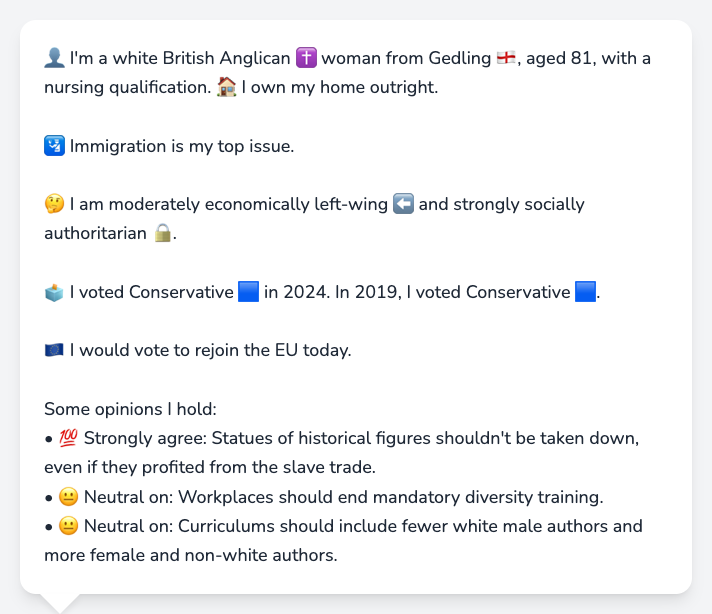 👤 I'm a white British Anglican ✝️ woman from Gedling 🏴󠁧󠁢󠁥󠁮󠁧󠁿, aged 81, with a
nursing qualification. 🏠 I own my home outright.
🛂 Immigration is my top issue.
🤔 I am moderately economically left-wing ⬅️ and strongly socially
authoritarian 🔒.
🗳️ I voted Conservative 🟦 in 2024. In 2019, I voted Conservative 🟦.
🇪🇺 I would vote to rejoin the EU today.
Some opinions I hold:
• 💯 Strongly agree: Statues of historical figures shouldn't be taken down,
even if they profited from the slave trade.
• 😐 Neutral on: Workplaces should end mandatory diversity training.
• 😐 Neutral on: Curriculums should include fewer white male authors and
more female and non-white authors.